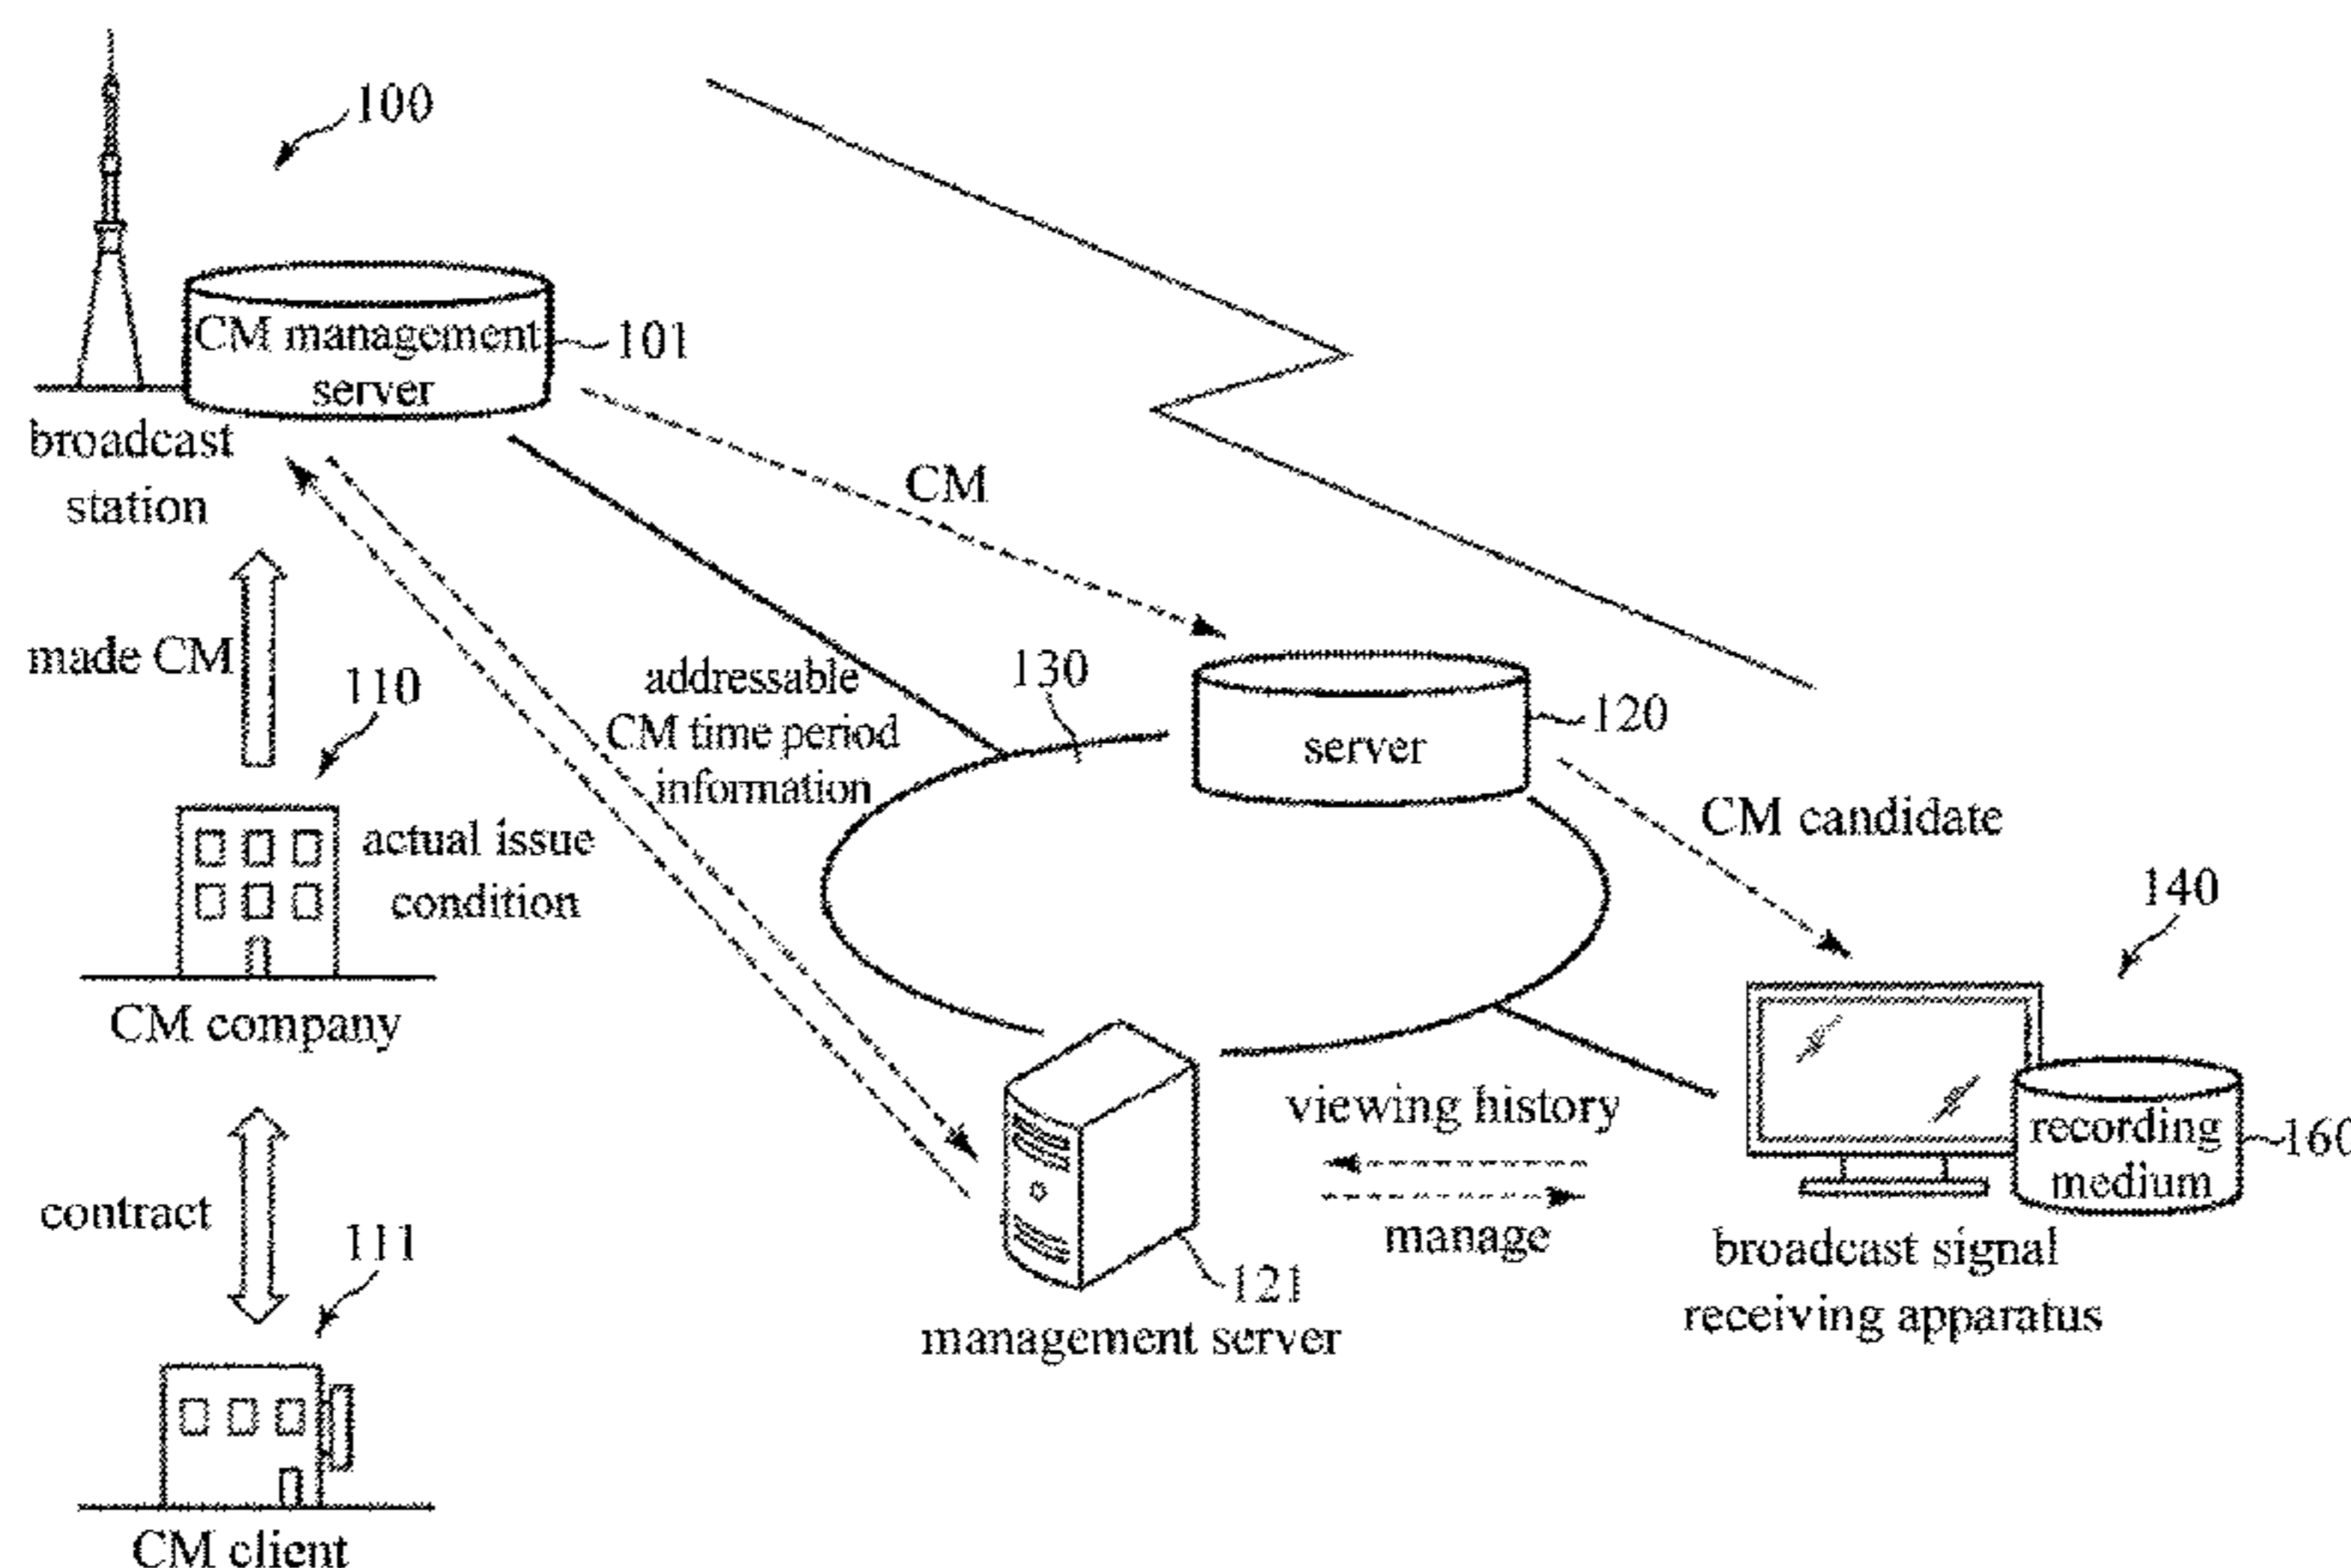 100
CM management
server
101
broadcast
station
CM
made CM
110
addressable
CM time period
information
130
server
120
CM candidate
actual issue
condition
140
CM company
viewing history
recording
medium
160
contract
111
manage
121
management server
broadcast signal
receiving apparatus
CM client